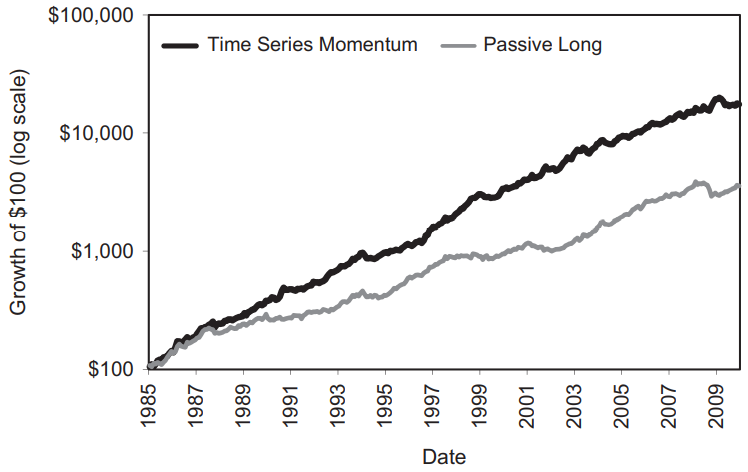 $100,000
Time Series Momentum Passive Long
$10,000
$1,000
$100
Growth of $100 (log scale)
1985 1987 1989 1991 1993 1995 1997 1999 2001 2003 2005 2007 2009
Date